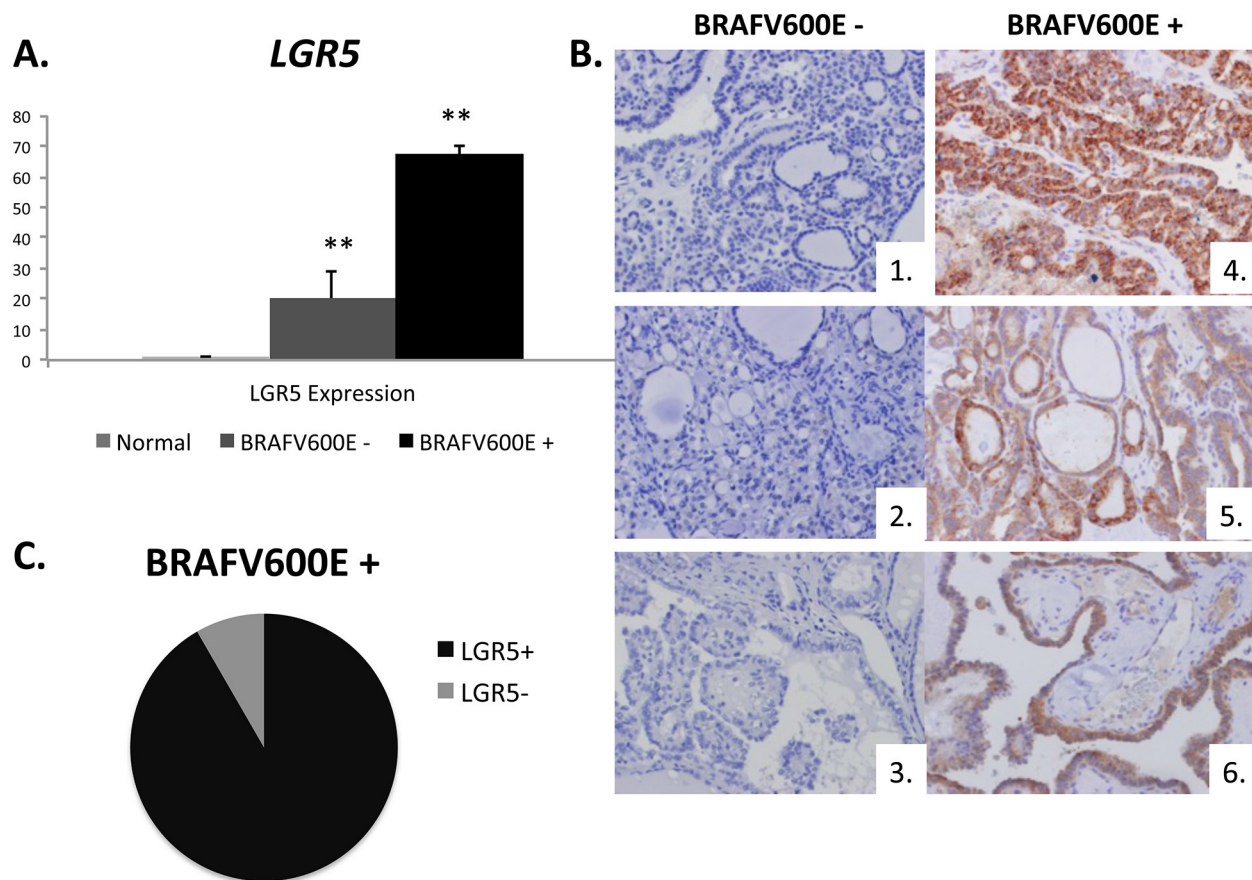 A.
LGR5
80
70
60
50
40
30
20
10
0
**
**
LGR5 Expression
Normal BRAFV600E - BRAFV600E +
B.
BRAFV600E - BRAFV600E +
1. 4.
2. 5.
3. 6.
C.
BRAFV600E +
LGR5+
LGR5-